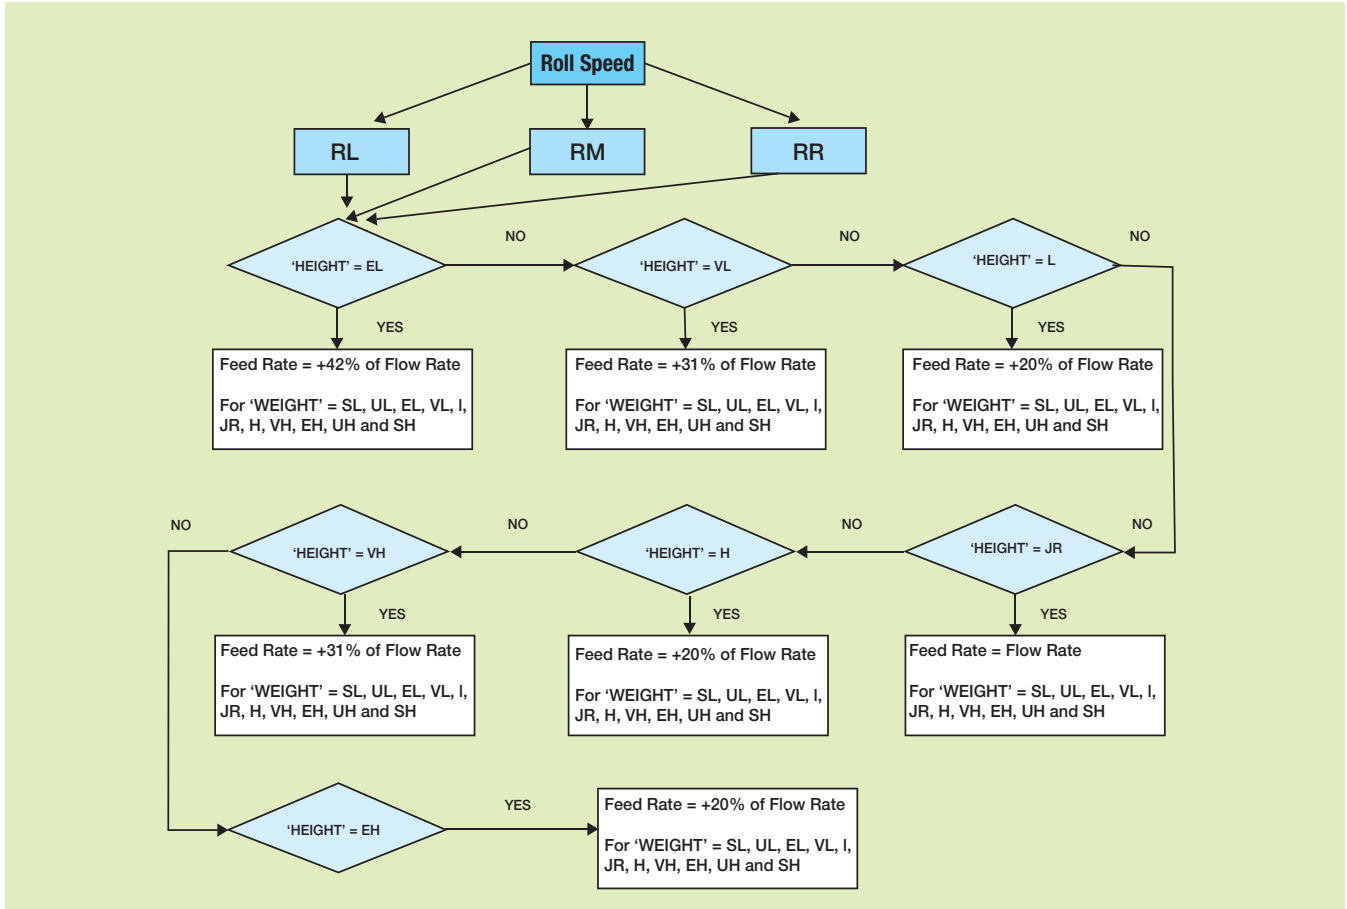 Roll Speed
RL
RM
RR
‘HEIGHT’ = EL
NO
‘HEIGHT’ = VL
NO
‘HEIGHT’ = L
NO
YES
YES
YES
Feed Rate = +42% of Flow Rate
For ‘WEIGHT’ = SL, UL, EL, VL, l,
JR, H, VH, EH, UH and SH
Feed Rate = +31% of Flow Rate
For ‘WEIGHT’ = SL, UL, EL, VL, l,
JR, H, VH, EH, UH and SH
Feed Rate = +20% of Flow Rate
For ‘WEIGHT’ = SL, UL, EL, VL, l,
JR, H, VH, EH, UH and SH
NO
‘HEIGHT’ = VH
NO
‘HEIGHT’ = H
NO
‘HEIGHT’ = JR
NO
YES
YES
YES
Feed Rate = +31% of Flow Rate
For ‘WEIGHT’ = SL, UL, EL, VL, l,
JR, H, VH, EH, UH and SH
Feed Rate = +20% of Flow Rate
For ‘WEIGHT’ = SL, UL, EL, VL, l,
JR, H, VH, EH, UH and SH
Feed Rate = Flow Rate
For ‘WEIGHT’ = SL, UL, EL, VL, l,
JR, H, VH, EH, UH and SH
‘HEIGHT’ = EH
YES
Feed Rate = +20% of Flow Rate
For ‘WEIGHT’ = SL, UL, EL, VL, l,
JR, H, VH, EH, UH and SH